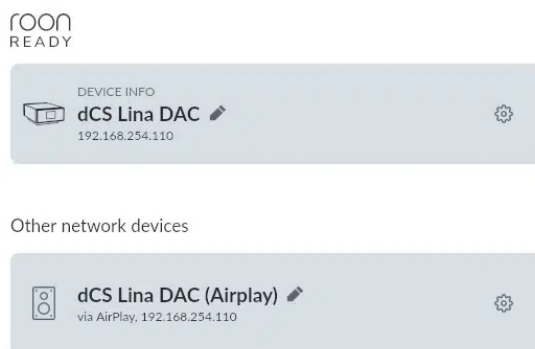 roon
READY
DEVICE INFO
dCS Lina DAC
192.168.254.110
Other network devices
dCS Lina DAC (Airplay)
via AirPlay, 192.168.254.110